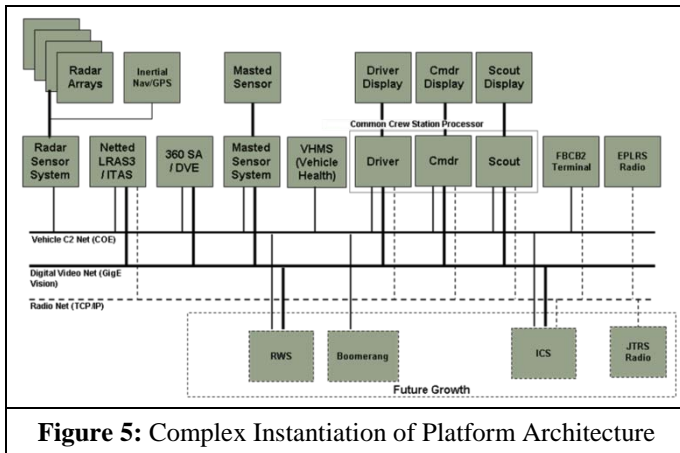 Radar
Arrays
Inertial
Nav/GPS
Masted
Sensor
Driver
Display
Cmdr
Display
Scout
Display
Common Crew Station Processor
Radar
Sensor
System
Netted
LRAS3
/ ITAS
360 SA
/ DVE
Masted
Sensor
System
VHMS
(Vehicle
Health)
Driver
Cmdr
Scout
FBCB2
Terminal
EPLRS
Radio
Vehicle C2 Net (COE)
Digital Video Net (GigE
Vision)
Radio Net (TCP/IP)
RWS
Boomerang
ICS
JTRS
Radio
Future Growth
Figure 5: Complex Instantiation of Platform Architecture